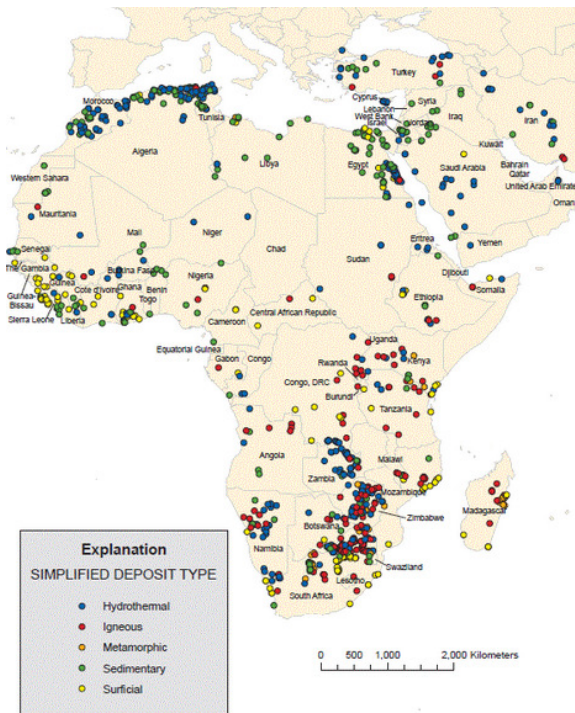 Turkey
Cyprus
Syria
Lebanon
West Bank
Israel
Jordan
Iraq
Iran
Kuwait
Morocco
Tunisia
Algeria
Libya
Egypt
Saudi Arabia
Bahrain
Qatar
United Arab Emirates
Oman
Western Sahara
Mauritania
Mali
Niger
Chad
Sudan
Eritrea
Yemen
Senegal
The Gambia
Guinea-
Bissau
Guinea
Sierra Leone
Liberia
Cote d'Ivoire
Burkina Faso
Ghana
Togo
Benin
Nigeria
Cameroon
Central African Republic
Djibouti
Somalia
Ethiopia
Equatorial Guinea
Gabon
Congo
Congo, DRC
Uganda
Kenya
Rwanda
Burundi
Tanzania
Angola
Zambia
Malawi
Mozambique
Zimbabwe
Madagascar
Namibia
Botswana
Swaziland
Lesotho
South Africa
Explanation
SIMPLIFIED DEPOSIT TYPE
Hydrothermal
Igneous
Metamorphic
Sedimentary
Surficial
0 500 1,000 2,000 Kilometers